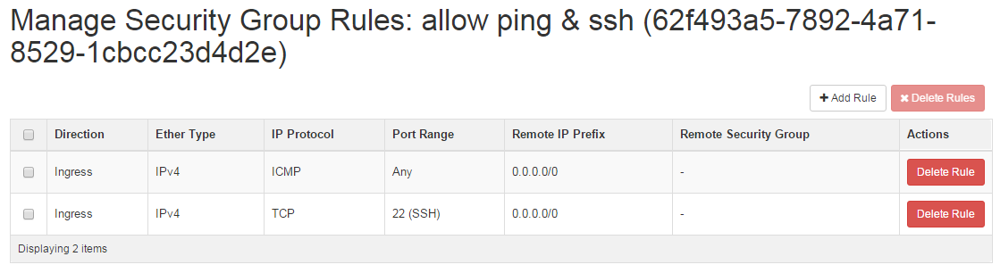 Manage Security Group Rules: allow ping & ssh (62f493a5-7892-4a71-
8529-1cbcc23d4d2e)
+ Add Rule ✖ Delete Rules
Direction Ether Type IP Protocol Port Range Remote IP Prefix Remote Security Group Actions
Ingress IPv4 ICMP Any 0.0.0.0/0 - Delete Rule
Ingress IPv4 TCP 22 (SSH) 0.0.0.0/0 - Delete Rule
Displaying 2 items